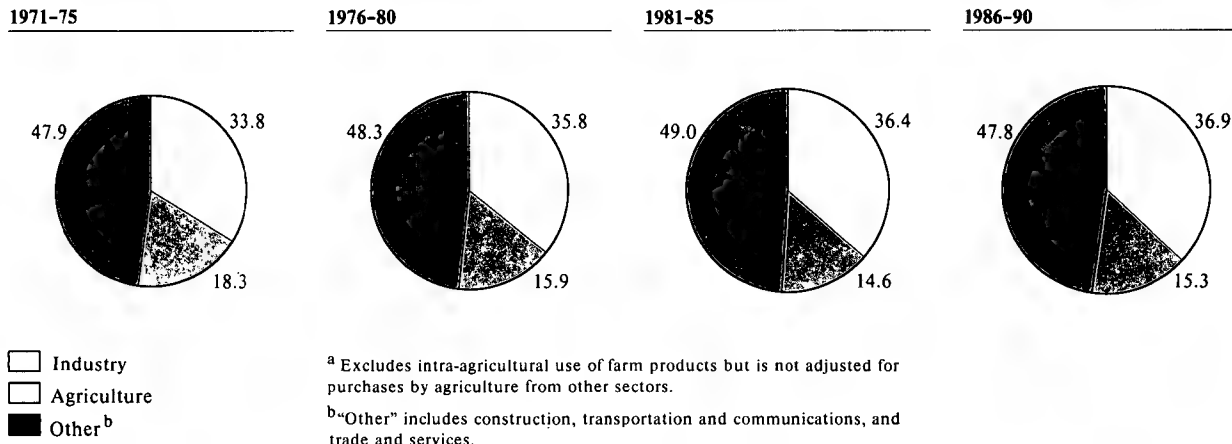 1971-75 1976-80 1981-85 1986-90
47.9 33.8 48.3 35.8 49.0 36.4 47.8 36.9
18.3 15.9 14.6 15.3
Industry
Agriculture
Other b
a Excludes intra-agricultural use of farm products but is not adjusted for
purchases by agriculture from other sectors.
b "Other" includes construction, transportation and communications, and
trade and services.